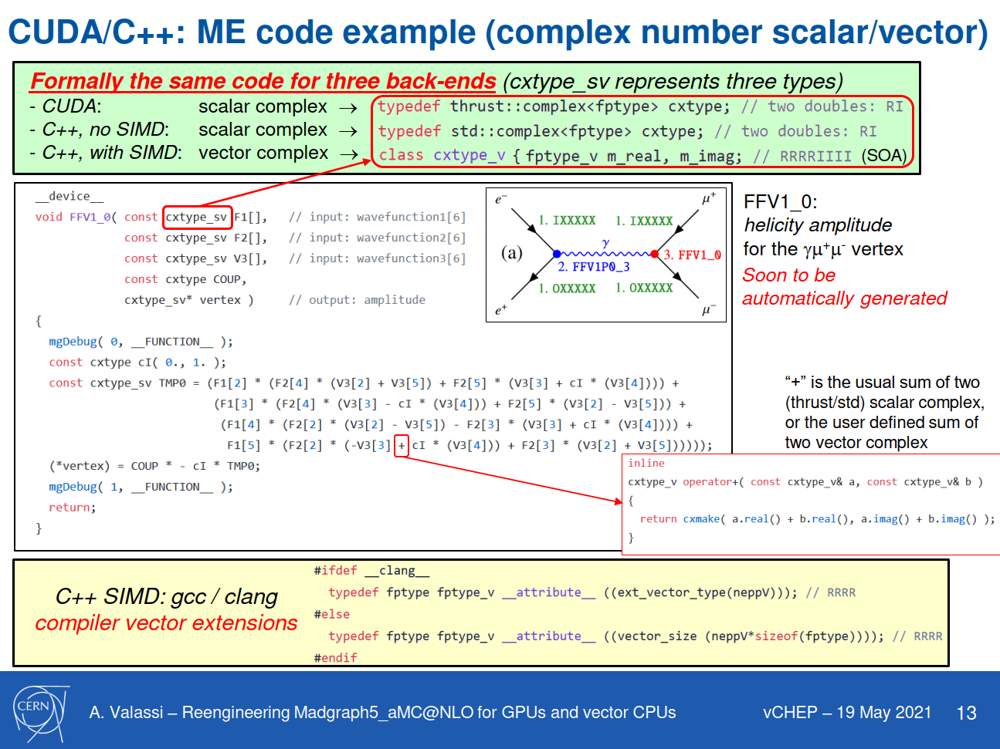 CUDA/C++: ME code example (complex number scalar/vector)
Formally the same code for three back-ends (cxtype_sv represents three types)
- CUDA: scalar complex → typedef thrust::complex<fptype> cxtype; // two doubles: RI
- C++, no SIMD: scalar complex → typedef std::complex<fptype> cxtype; // two doubles: RI
- C++, with SIMD: vector complex → class cxtype_v { fptype_v m_real, m_imag; // RRRRIIII (SOA)
__device__
void FFV1_0( const cxtype_sv F1[], // input: wavefunction1[6]
const cxtype_sv F2[], // input: wavefunction2[6]
const cxtype_sv V3[], // input: wavefunction3[6]
const cxtype COUP,
cxtype_sv* vertex ) // output: amplitude
{
mgDebug( 0, __FUNCTION__ );
const cxtype cI( 0., 1. );
const cxtype_sv TMP0 = (F1[2] * (F2[4] * (V3[2] + V3[5]) + F2[5] * (V3[3] + cI * (V3[4]))) +
(F1[3] * (F2[4] * (V3[3] - cI * (V3[4])) + F2[5] * (V3[2] - V3[5])) +
(F1[4] * (F2[2] * (V3[2] - V3[5]) - F2[3] * (V3[3] + cI * (V3[4]))) +
F1[5] * (F2[2] * (-V3[3] + cI * (V3[4])) + F2[3] * (V3[2] + V3[5])))));
(*vertex) = COUP * - cI * TMP0;
mgDebug( 1, __FUNCTION__ );
return;
}
e⁻ μ⁺
1. IXXXXX 1. IXXXXX
γ
(a)
3. FFV1_0
2. FFV1P0_3
1. OXXXXX 1. OXXXXX
e⁺ μ⁻
FFV1_0:
helicity amplitude
for the γμ⁺μ⁻ vertex
Soon to be
automatically generated
“+” is the usual sum of two
(thrust/std) scalar complex,
or the user defined sum of
two vector complex
inline
cxtype_v operator+( const cxtype_v& a, const cxtype_v& b )
{
return cxmake( a.real() + b.real(), a.imag() + b.imag() );
}
C++ SIMD: gcc / clang
compiler vector extensions
#ifdef __clang__
typedef fptype fptype_v __attribute__ ((ext_vector_type(neppV))); // RRRR
#else
typedef fptype fptype_v __attribute__ ((vector_size (neppV*sizeof(fptype)))); // RRRR
#endif
CERN
A. Valassi – Reengineering Madgraph5_aMC@NLO for GPUs and vector CPUs
vCHEP – 19 May 2021 13